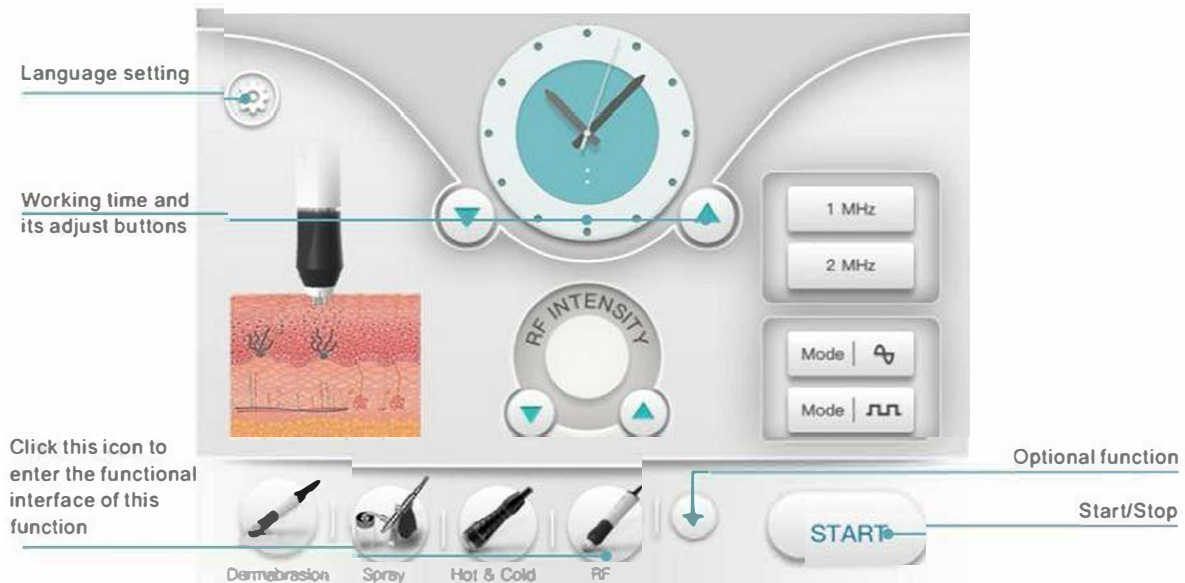 Language setting
Working time and
its adjust buttons
1 MHz
2 MHz
RF INTENSITY
Mode
Mode
Click this icon to
enter the functional
interface of this
function
Optional function
Start/Stop
START
Dermabrasion
Spray
Hot & Cold
RF